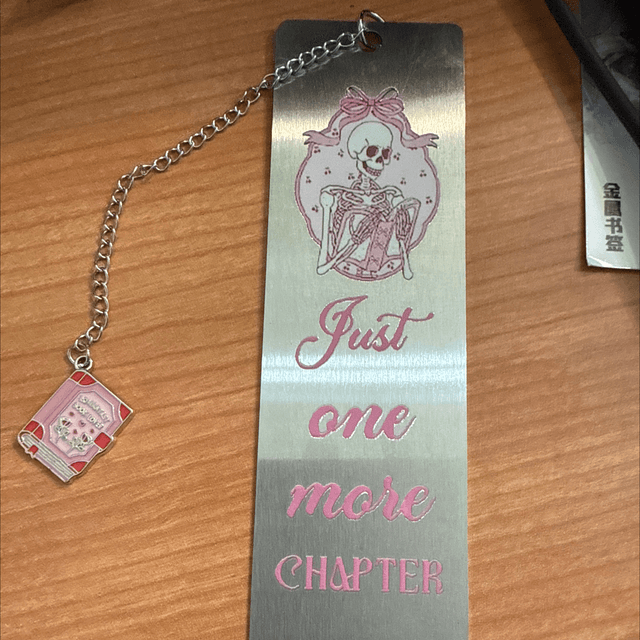 Just
one
more
CHAPTER
金属书签